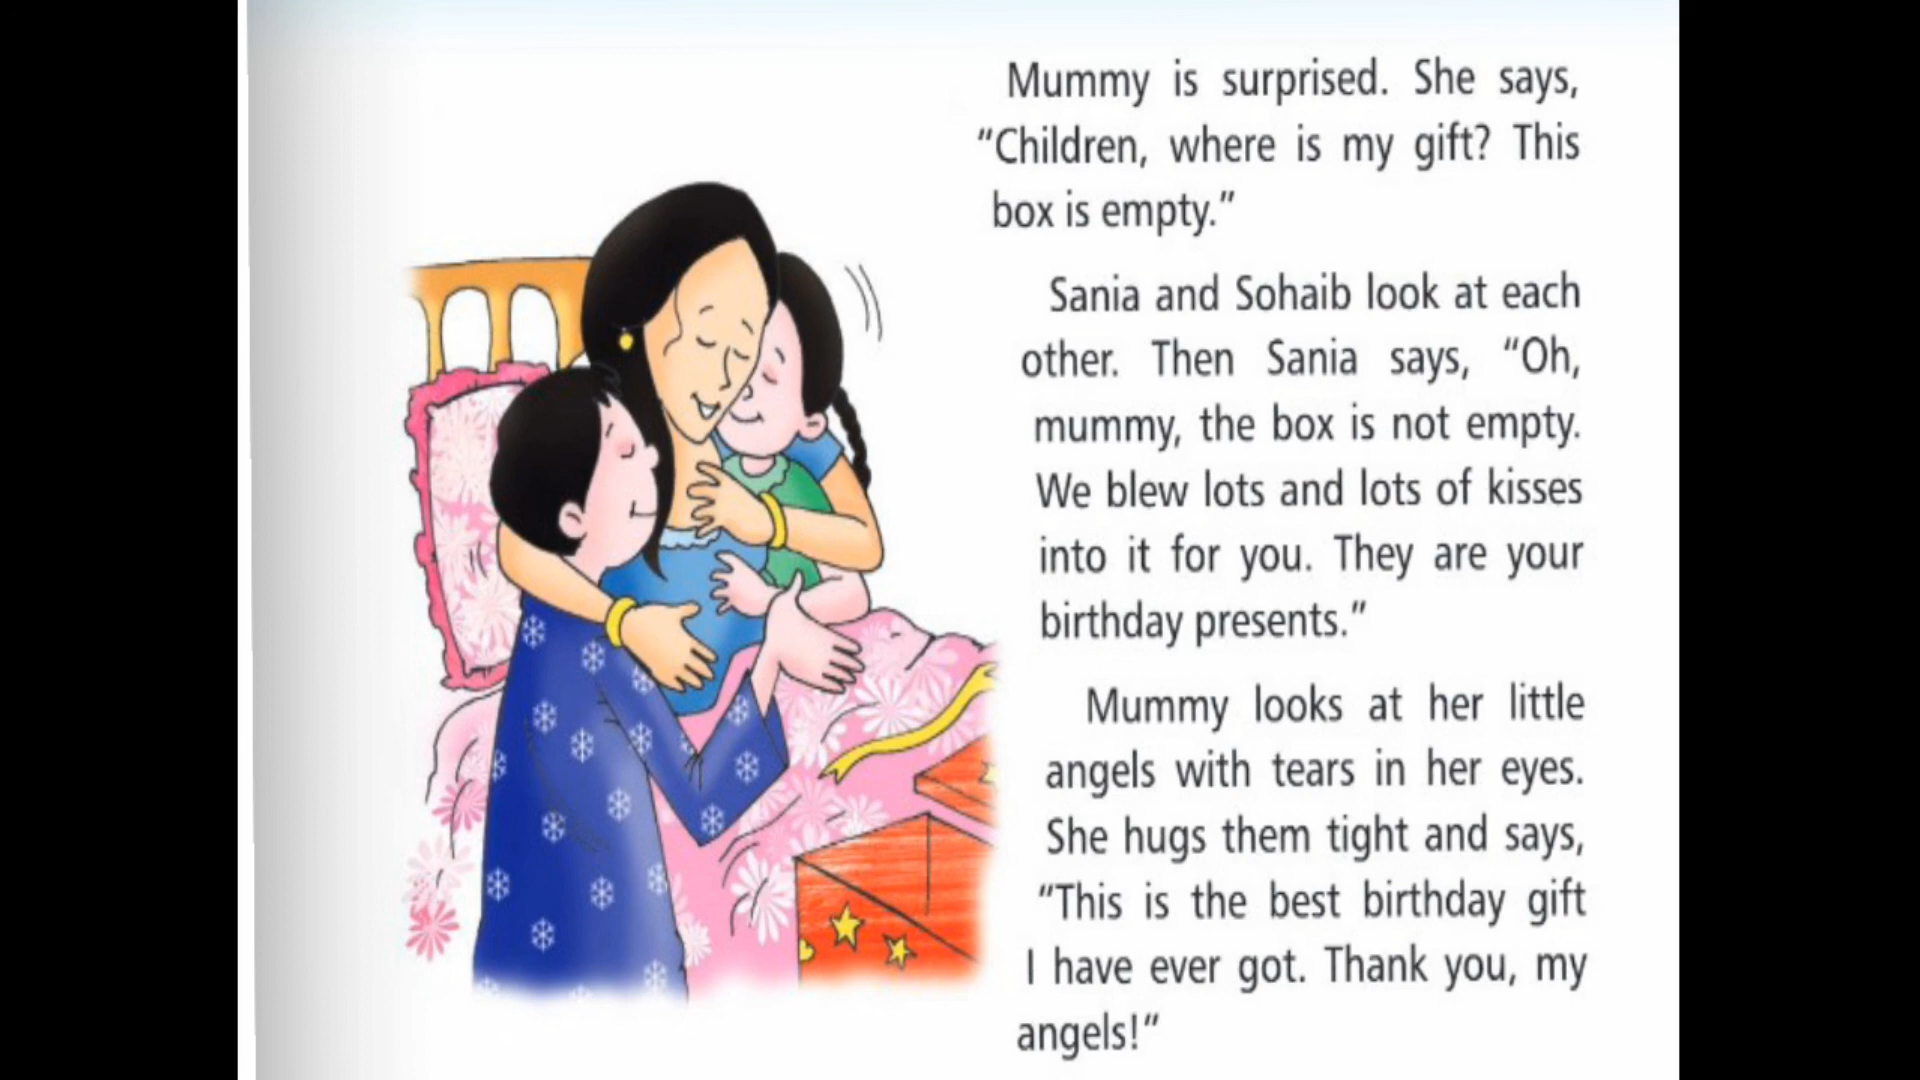 Mummy is surprised. She says,
“Children, where is my gift? This
box is empty.”
Sania and Sohaib look at each
other. Then Sania says, “Oh,
mummy, the box is not empty.
We blew lots and lots of kisses
into it for you. They are your
birthday presents.”
Mummy looks at her little
angels with tears in her eyes.
She hugs them tight and says,
“This is the best birthday gift
I have ever got. Thank you, my
angels!”